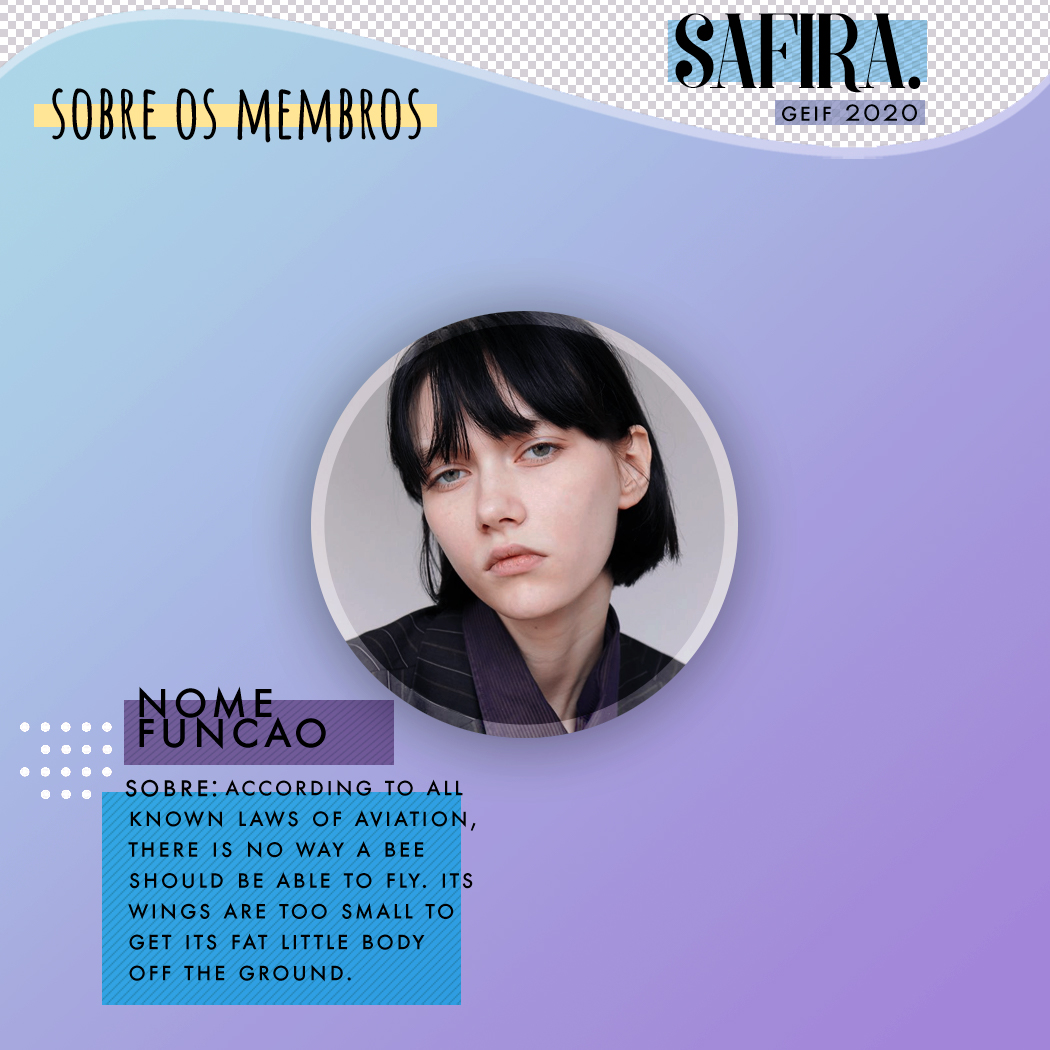 SAFIRA.
GEIF 2020
SOBRE OS MEMBROS
NOME
FUNCAO
SOBRE: ACCORDING TO ALL
KNOWN LAWS OF AVIATION,
THERE IS NO WAY A BEE
SHOULD BE ABLE TO FLY. ITS
WINGS ARE TOO SMALL TO
GET ITS FAT LITTLE BODY
OFF THE GROUND.